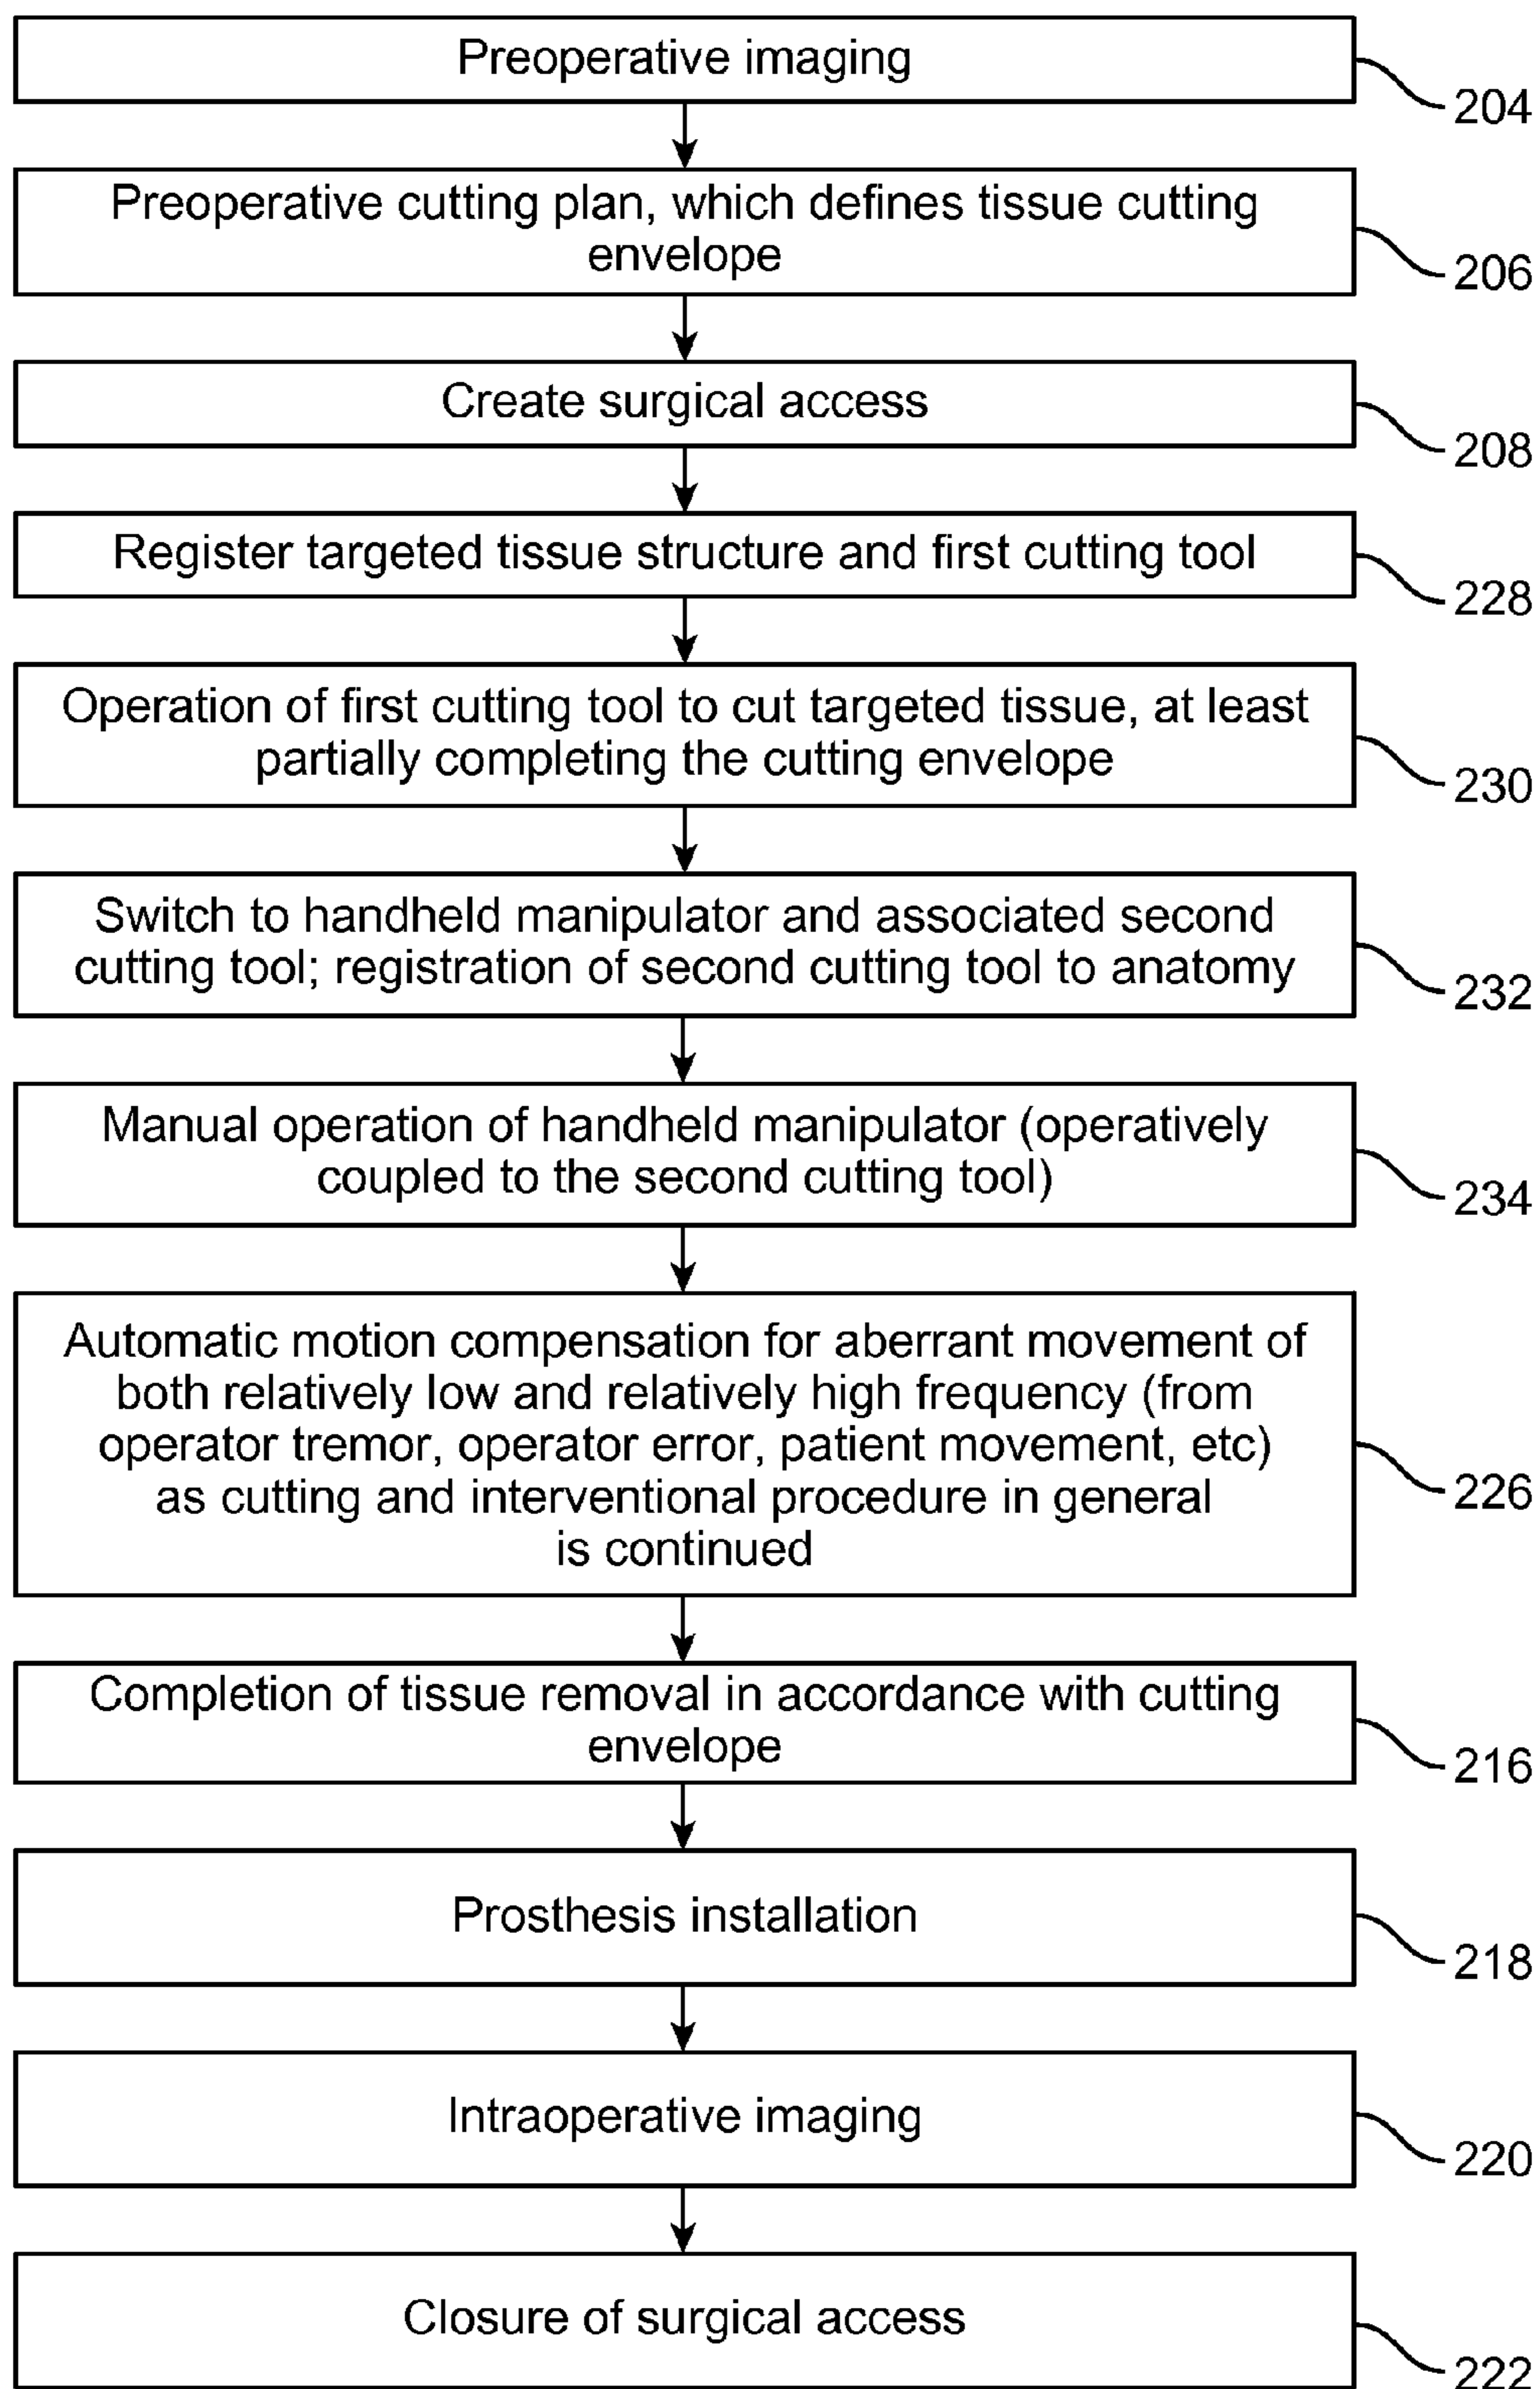 Preoperative imaging
204
Preoperative cutting plan, which defines tissue cutting
envelope
206
Create surgical access
208
Register targeted tissue structure and first cutting tool
228
Operation of first cutting tool to cut targeted tissue, at least
partially completing the cutting envelope
230
Switch to handheld manipulator and associated second
cutting tool; registration of second cutting tool to anatomy
232
Manual operation of handheld manipulator (operatively
coupled to the second cutting tool)
234
Automatic motion compensation for aberrant movement of
both relatively low and relatively high frequency (from
operator tremor, operator error, patient movement, etc)
as cutting and interventional procedure in general
is continued
226
Completion of tissue removal in accordance with cutting
envelope
216
Prosthesis installation
218
Intraoperative imaging
220
Closure of surgical access
222